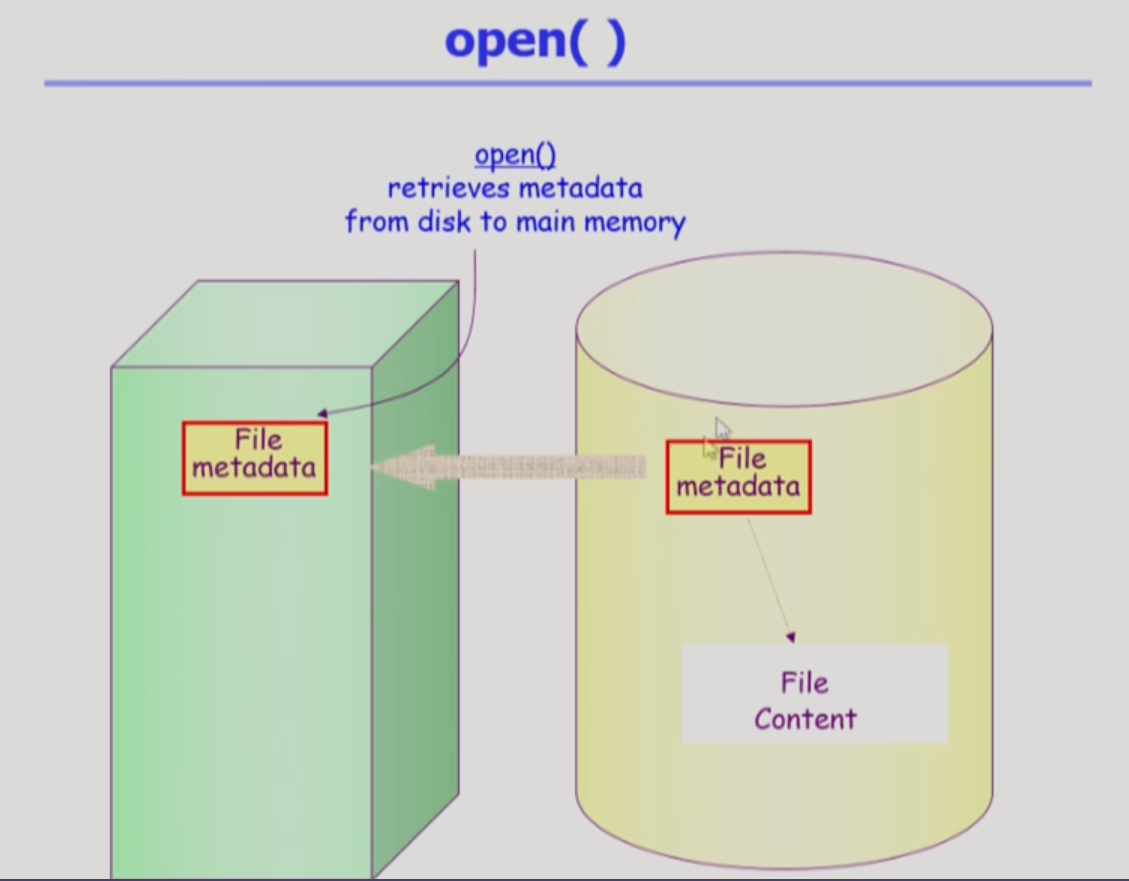 open( )
open()
retrieves metadata
from disk to main memory
File
metadata
File
metadata
File
Content